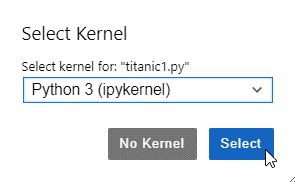 Select Kernel
Select kernel for: "titanic1.py"
Python 3 (ipykernel)
No Kernel Select